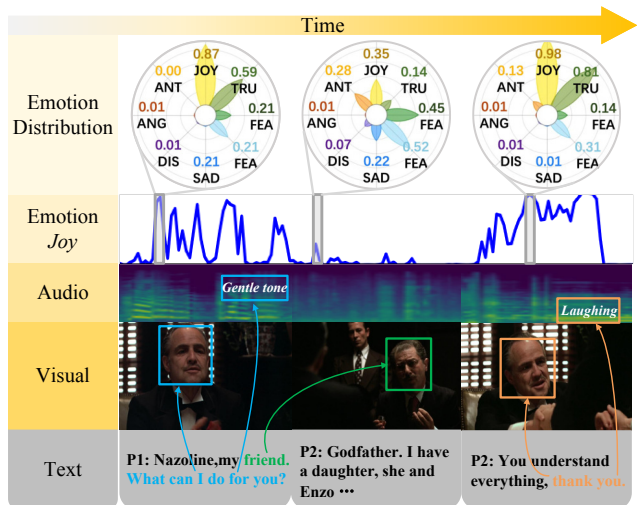 Time
Emotion
Distribution
0.87
JOY
0.59
TRU
0.21
FEA
0.21
FEA
0.21
SAD
0.01
DIS
0.01
ANG
0.00
ANT
0.35
JOY
0.14
TRU
0.45
FEA
0.52
FEA
0.22
SAD
0.07
DIS
0.01
ANG
0.28
ANT
0.98
JOY
0.81
TRU
0.14
FEA
0.31
FEA
0.01
SAD
0.01
DIS
0.01
ANG
0.13
ANT
Emotion
Joy
Audio
Gentle tone
Laughing
Visual
Text
P1: Nazoline,my friend.
What can I do for you?
P2: Godfather. I have
a daughter, she and
Enzo ···
P2: You understand
everything, thank you.